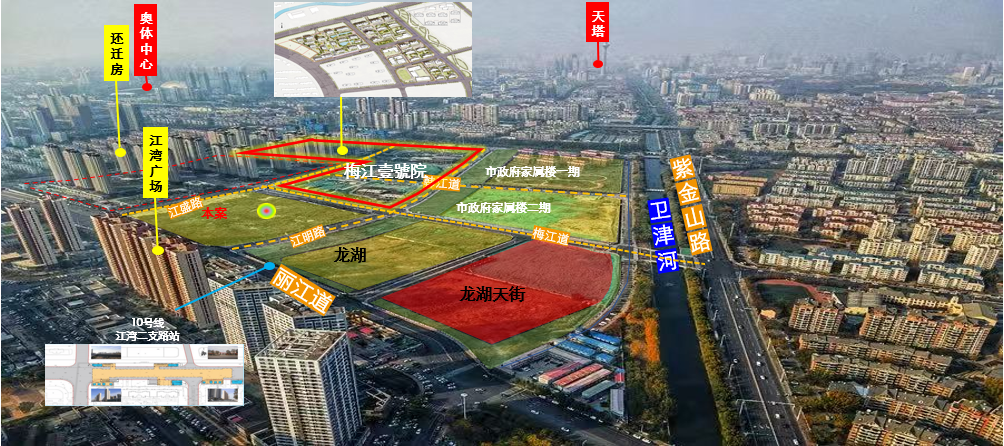 奥体中心
还迁房
天塔
江湾广场
梅江壹號院
市政府家属楼一期
江道
市政府家属楼二期
江盛路
本案
江明路
梅江道
龙湖
丽江道
龙湖天街
卫津河
紫金山路
10号线
江湾二支路站